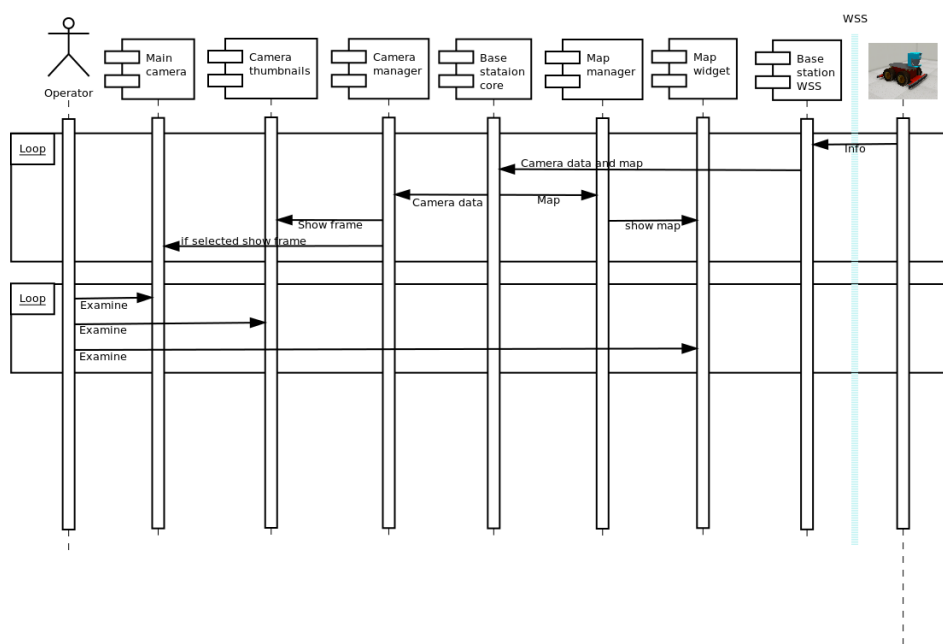 WSS
Operator
Main
camera
Camera
thumbnails
Camera
manager
Base
stataion
core
Map
manager
Map
widget
Base
station
WSS
Loop
Info
Camera data and map
Camera data
Map
Show frame
show map
if selected show frame
Loop
Examine
Examine
Examine